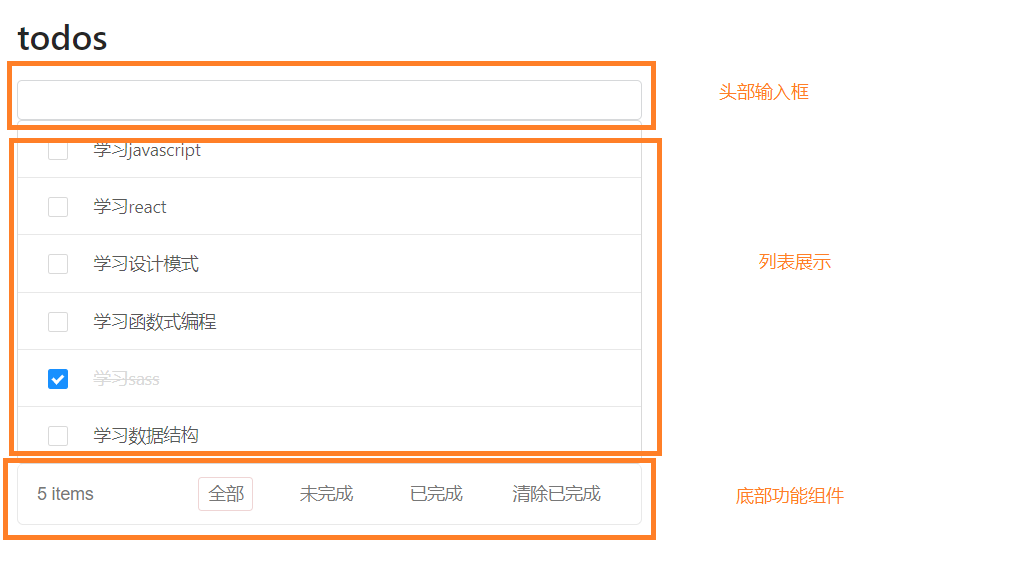 todos
头部输入框
学习javascript
学习react
学习设计模式
列表展示
学习函数式编程
学习sass
学习数据结构
5 items 全部 未完成 已完成 清除已完成
底部功能组件